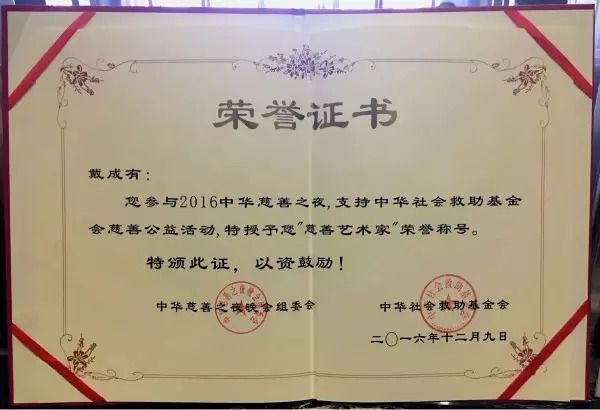 荣誉证书
戴成有:
您参与2016中华慈善之夜,支持中华社会救助基金
会慈善公益活动,特授予您"慈善艺术家"荣誉称号。
特颁此证，以资鼓励！
中华慈善之夜晚会组委会 中华社会救助基金会
二〇一六年十二月九日